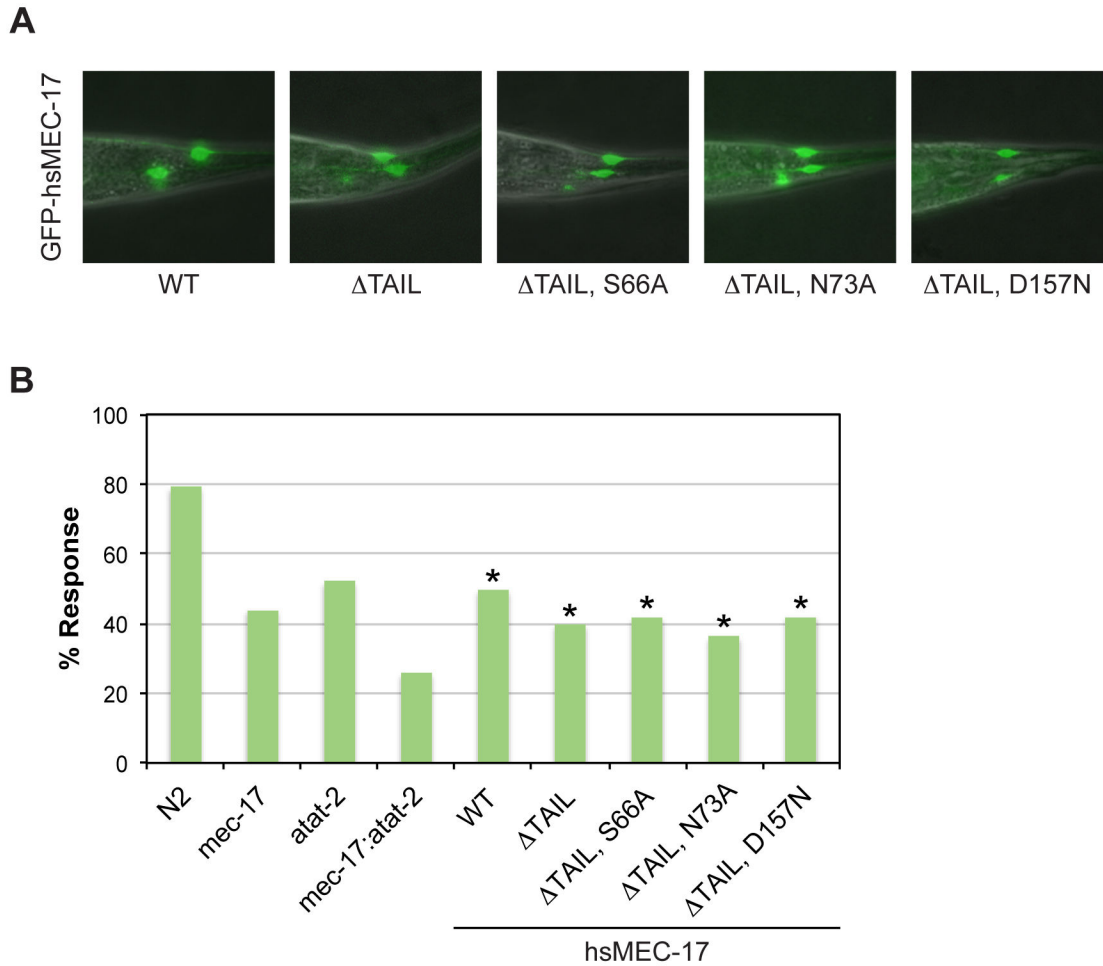 A
GFP-hsMEC-17
WT
ΔTAIL
ΔTAIL, S66A
ΔTAIL, N73A
ΔTAIL, D157N
B
% Response
100
80
60
40
20
0
*
*
*
*
*
N2
mec-17
atat-2
mec-17:atat-2
WT
ΔTAIL
ΔTAIL, S66A
ΔTAIL, N73A
ΔTAIL, D157N
hsMEC-17